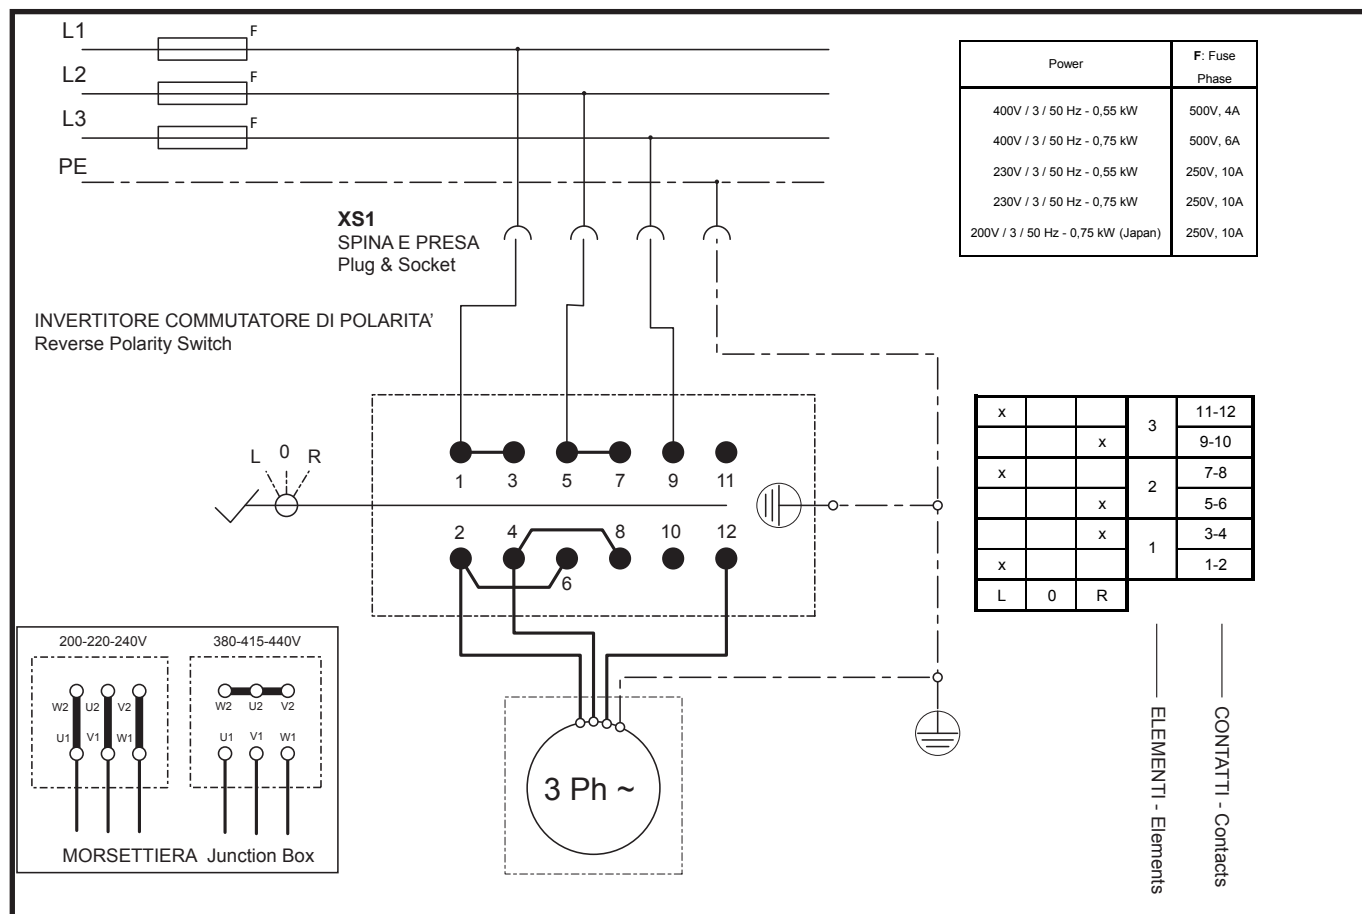 L1
F
L2
F
L3
F
PE
XS1
SPINA E PRESA
Plug & Socket
INVERTITORE COMMUTATORE DI POLARITA'
Reverse Polarity Switch
Power F: Fuse Phase
400V / 3 / 50 Hz - 0,55 kW 500V, 4A
400V / 3 / 50 Hz - 0,75 kW 500V, 6A
230V / 3 / 50 Hz - 0,55 kW 250V, 10A
230V / 3 / 50 Hz - 0,75 kW 250V, 10A
200V / 3 / 50 Hz - 0,75 kW (Japan) 250V, 10A
L 0 R
1 3 5 7 9 11
2 4 8 10 12
6
x 3 11-12
x 9-10
x 2 7-8
x 5-6
x 1 3-4
x 1-2
L 0 R
ELEMENTI - Elements
CONTATTI - Contacts
200-220-240V 380-415-440V
W2 U2 V2 W2 U2 V2
U1 V1 W1 U1 V1 W1
MORSETTIERA Junction Box
3 Ph ~